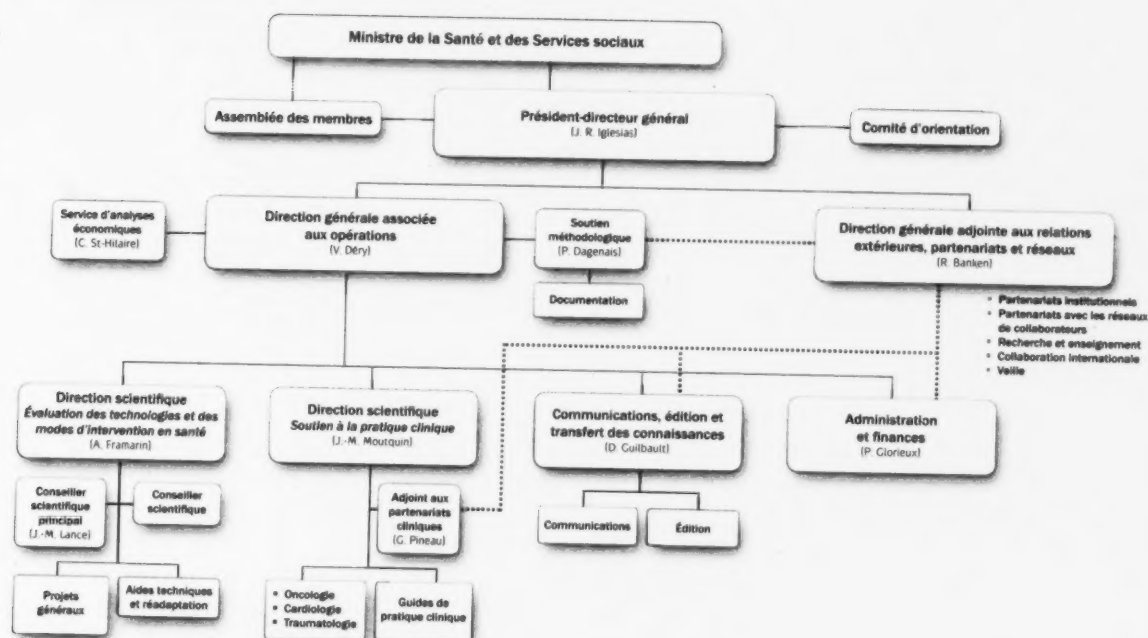 Ministre de la Santé et des Services sociaux
Assemblée des membres
Président-directeur général
(J. R. Iglesias)
Comité d'orientation
Service d'analyses
économiques
(C. St-Hilaire)
Direction générale associée
aux opérations
(V. Déry)
Soutien
méthodologique
(P. Dagenais)
Documentation
Direction générale adjointe aux relations
extérieures, partenariats et réseaux
(R. Banken)
• Partenariats institutionnels
• Partenariats avec les réseaux
de collaborateurs
• Recherche et enseignement
• Collaboration internationale
• Veille
Direction scientifique
Évaluation des technologies et des
modes d'intervention en santé
(A. Framarin)
Direction scientifique
Soutien à la pratique clinique
(J.-M. Moutquin)
Communications, édition et
transfert des connaissances
(D. Guilbault)
Administration
et finances
(P. Glorieux)
Conseiller
scientifique
principal
(J.-M. Lance)
Conseiller
scientifique
Adjoint aux
partenariats
cliniques
(G. Pineau)
Communications
Édition
Projets
généraux
Aides techniques
et réadaptation
• Oncologie
• Cardiologie
• Traumatologie
Guides de
pratique clinique